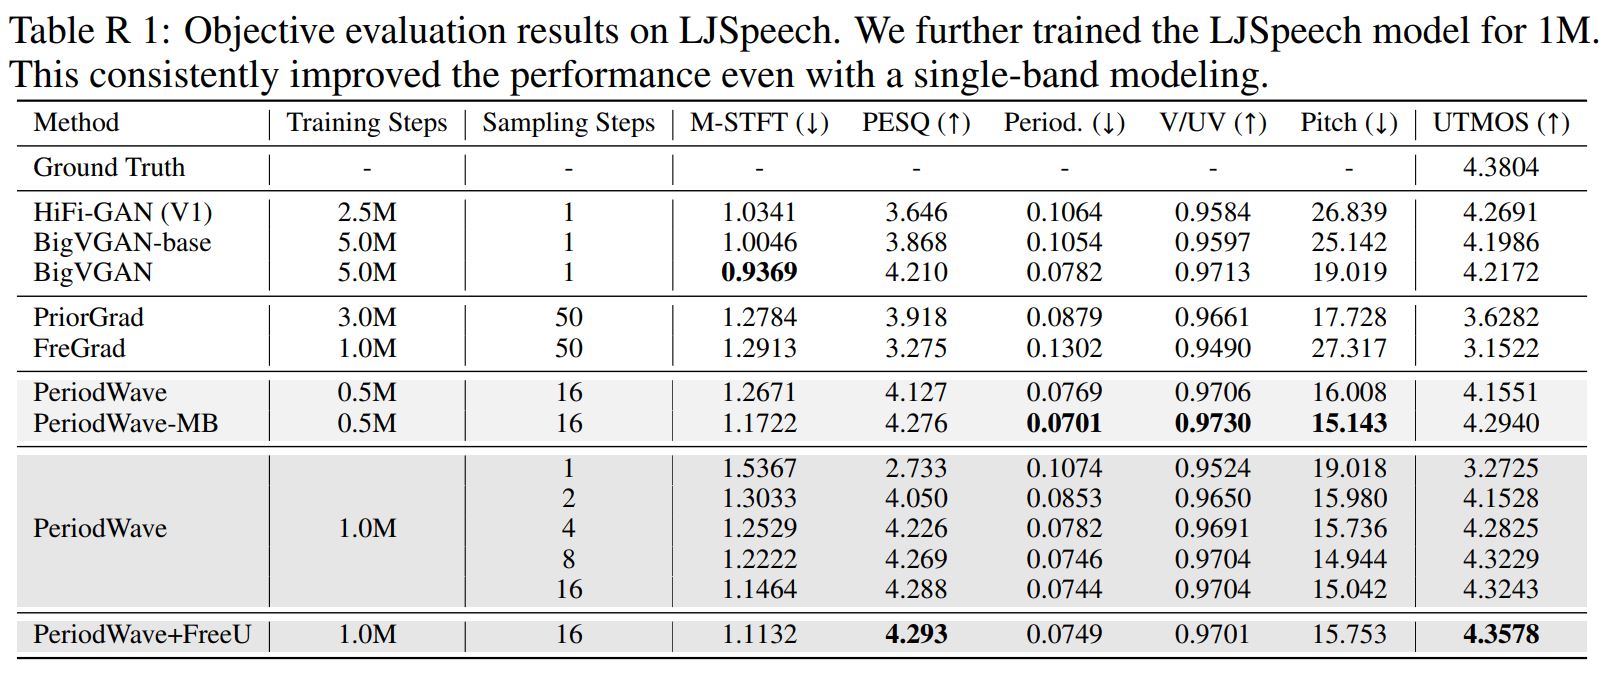 Table R 1: Objective evaluation results on LJSpeech. We further trained the LJSpeech model for 1M.
This consistently improved the performance even with a single-band modeling.
Method Training Steps Sampling Steps M-STFT (↓) PESQ (↑) Period. (↓) V/UV (↑) Pitch (↓) UTMOS (↑)
Ground Truth - - - - - - - 4.3804
HiFi-GAN (V1) 2.5M 1 1.0341 3.646 0.1064 0.9584 26.839 4.2691
BigVGAN-base 5.0M 1 1.0046 3.868 0.1054 0.9597 25.142 4.1986
BigVGAN 5.0M 1 0.9369 4.210 0.0782 0.9713 19.019 4.2172
PriorGrad 3.0M 50 1.2784 3.918 0.0879 0.9661 17.728 3.6282
FreGrad 1.0M 50 1.2913 3.275 0.1302 0.9490 27.317 3.1522
PeriodWave 0.5M 16 1.2671 4.127 0.0769 0.9706 16.008 4.1551
PeriodWave-MB 0.5M 16 1.1722 4.276 0.0701 0.9730 15.143 4.2940
1 1.5367 2.733 0.1074 0.9524 19.018 3.2725
2 1.3033 4.050 0.0853 0.9650 15.980 4.1528
PeriodWave 1.0M 4 1.2529 4.226 0.0782 0.9691 15.736 4.2825
8 1.2222 4.269 0.0746 0.9704 14.944 4.3229
16 1.1464 4.288 0.0744 0.9704 15.042 4.3243
PeriodWave+FreeU 1.0M 16 1.1132 4.293 0.0749 0.9701 15.753 4.3578